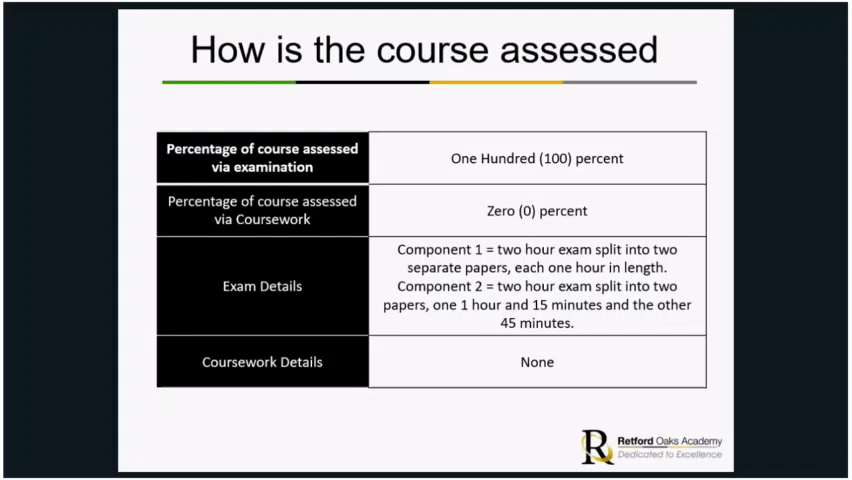 How is the course assessed
Percentage of course assessed
via examination
One Hundred (100) percent
Percentage of course assessed
via Coursework
Zero (0) percent
Exam Details
Component 1 = two hour exam split into two
separate papers, each one hour in length.
Component 2 = two hour exam split into two
papers, one 1 hour and 15 minutes and the other
45 minutes.
Coursework Details
None
R
Retford Oaks Academy
Dedicated to Excellence